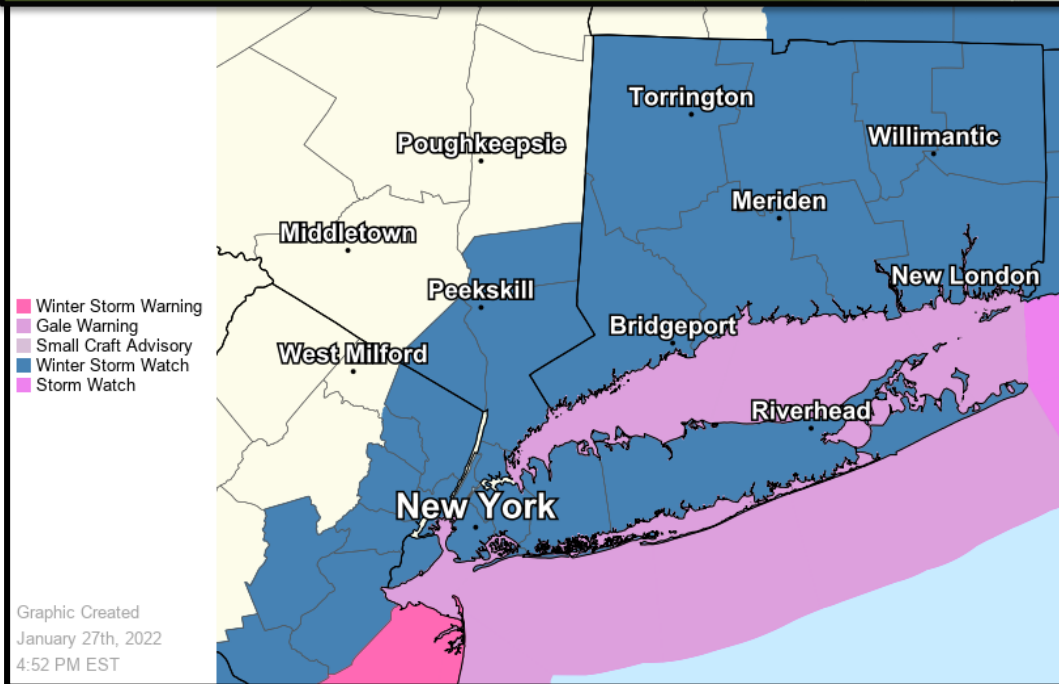 Torrington
Willimantic
Poughkeepsie
Meriden
Middletown
New London
Peekskill
Winter Storm Warning
Gale Warning
Bridgeport
Small Craft Advisory
West Milford
Winter Storm Watch
Storm Watch
Riverhead
New York
Graphic Created
January 27th, 2022
4:52 PM EST